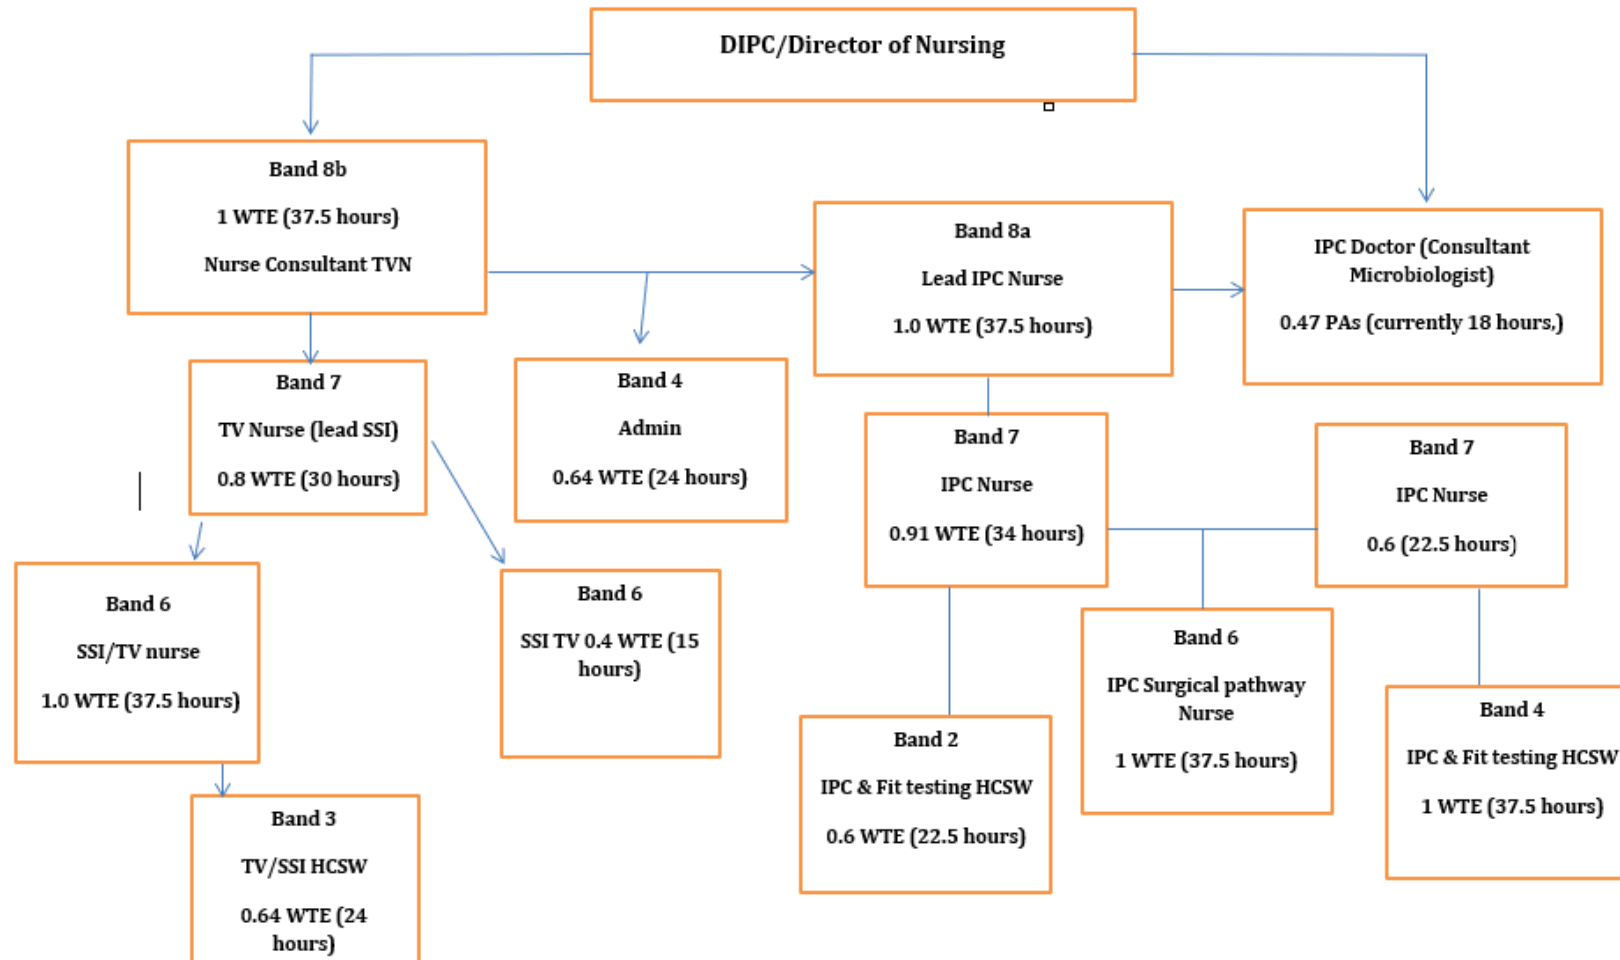 DIPC/Director of Nursing
Band 8b
1 WTE (37.5 hours)
Nurse Consultant TVN
Band 8a
Lead IPC Nurse
1.0 WTE (37.5 hours)
IPC Doctor (Consultant
Microbiologist)
0.47 PAs (currently 18 hours,)
Band 7
TV Nurse (lead SSI)
0.8 WTE (30 hours)
Band 4
Admin
0.64 WTE (24 hours)
Band 7
IPC Nurse
0.91 WTE (34 hours)
Band 7
IPC Nurse
0.6 (22.5 hours)
Band 6
SSI/TV nurse
1.0 WTE (37.5 hours)
Band 6
SSI TV 0.4 WTE (15
hours)
Band 6
IPC Surgical pathway
Nurse
1 WTE (37.5 hours)
Band 4
IPC & Fit testing HCSW
1 WTE (37.5 hours)
Band 2
IPC & Fit testing HCSW
0.6 WTE (22.5 hours)
Band 3
TV/SSI HCSW
0.64 WTE (24
hours)